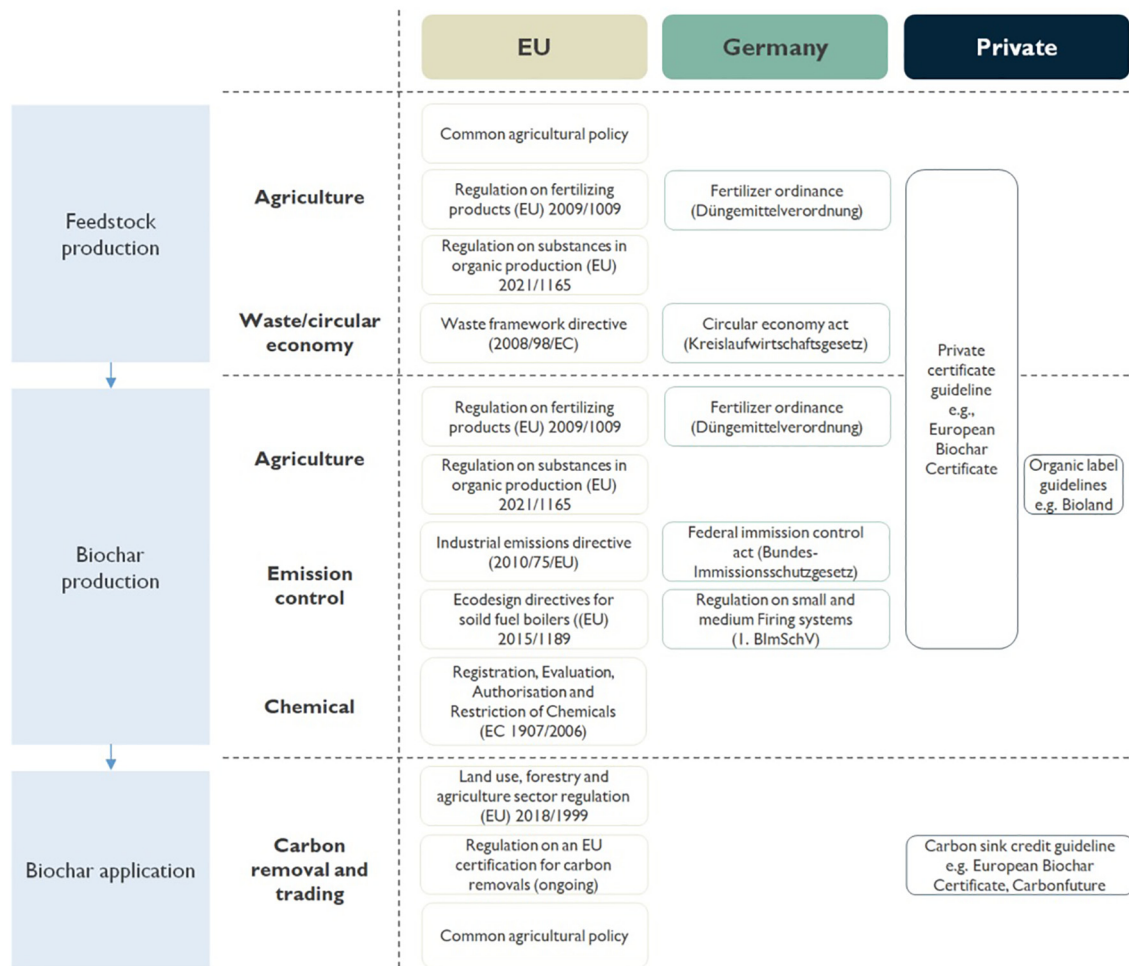 EU
Germany
Private
Feedstock
production
Agriculture
Common agricultural policy
Regulation on fertilizing
products (EU) 2009/1009
Fertilizer ordinance
(Düngemittelverordnung)
Regulation on substances in
organic production (EU)
2021/1165
Waste/circular
economy
Waste framework directive
(2008/98/EC)
Circular economy act
(Kreislaufwirtschaftsgesetz)
Private
certificate
guideline
e.g.,
European
Biochar
Certificate
Biochar
production
Agriculture
Regulation on fertilizing
products (EU) 2009/1009
Fertilizer ordinance
(Düngemittelverordnung)
Regulation on substances in
organic production (EU)
2021/1165
Organic label
guidelines
e.g. Bioland
Emission
control
Industrial emissions directive
(2010/75/EU)
Federal immission control
act (Bundes-
Immissionsschutzgesetz)
Ecodesign directives for
soild fuel boilers ((EU)
2015/1189
Regulation on small and
medium Firing systems
(1. BImSchV)
Chemical
Registration, Evaluation,
Authorisation and
Restriction of Chemicals
(EC 1907/2006)
Biochar application
Carbon
removal and
trading
Land use, forestry and
agriculture sector regulation
(EU) 2018/1999
Regulation on an EU
certification for carbon
removals (ongoing)
Carbon sink credit guideline
e.g. European Biochar
Certificate, Carbonfuture
Common agricultural policy